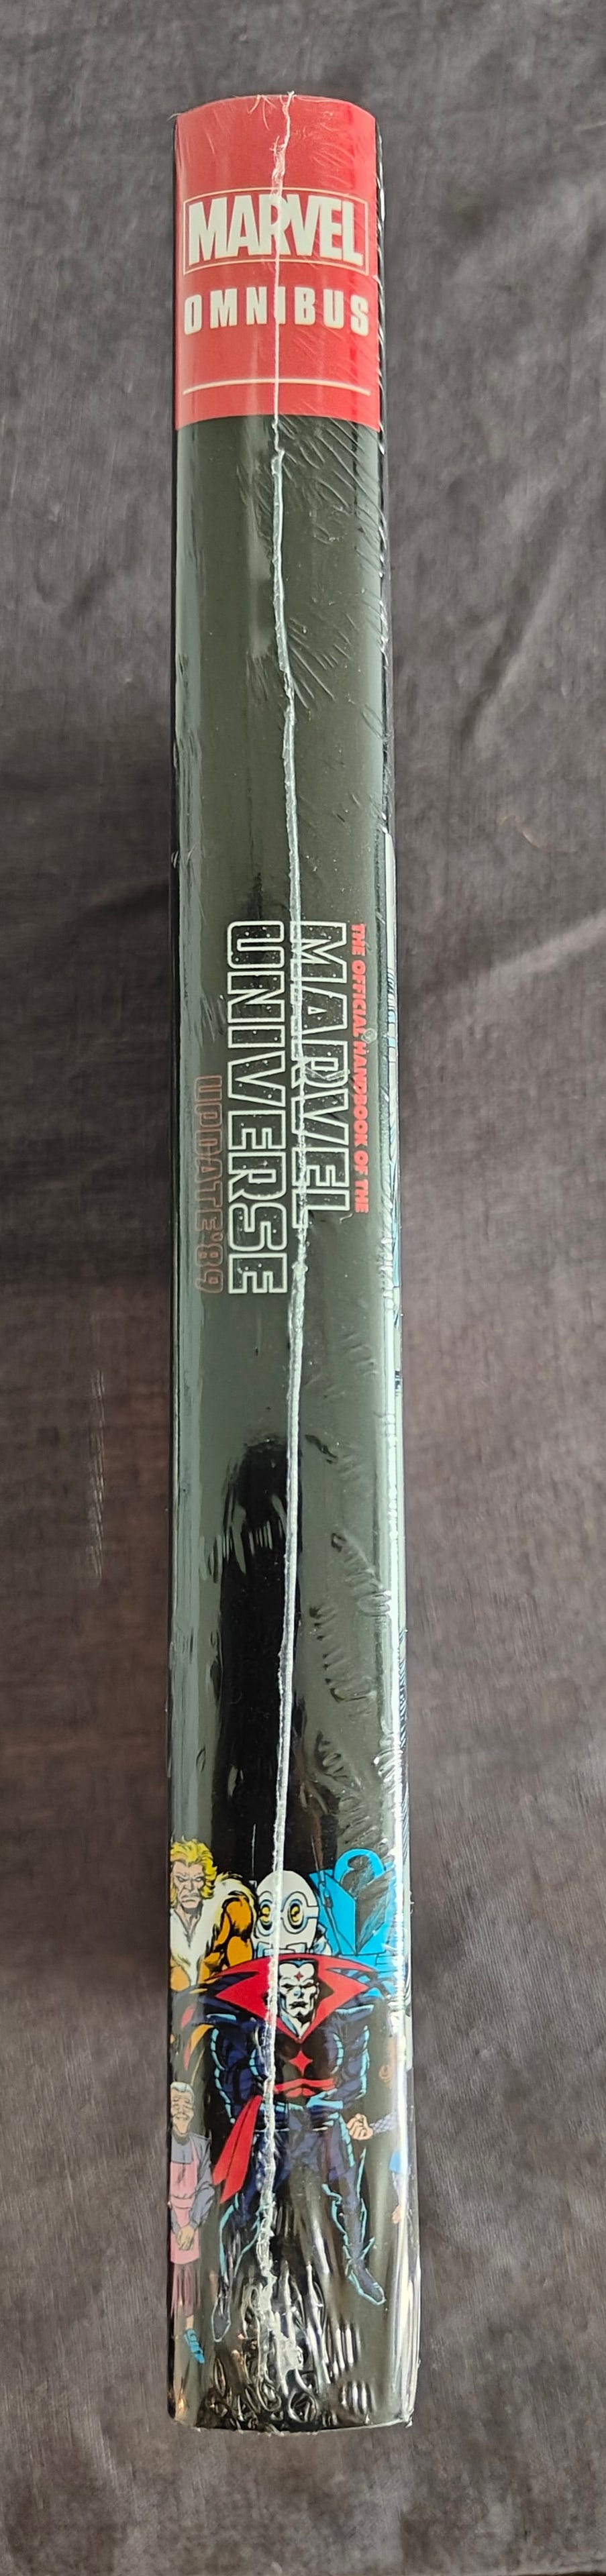 MARVEL
OMNIBUS
THE OFFICIAL HANDBOOK OF THE
MARVEL
UNIVERSE
UPDATE '89